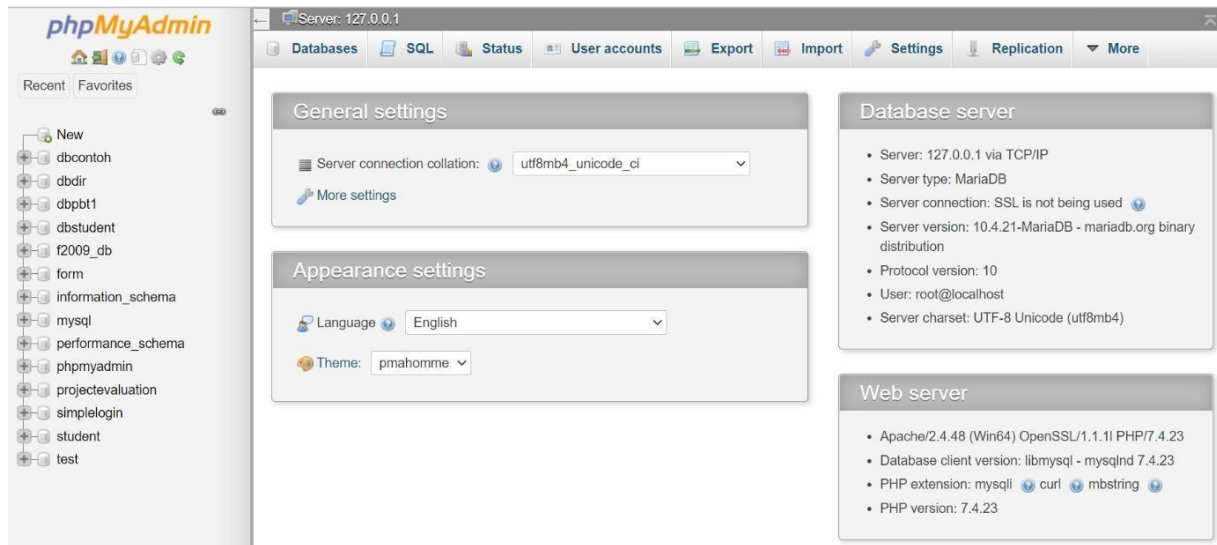 phpMyAdmin
Recent Favorites
New
dbcontoh
dbdir
dbpbt1
dbstudent
f2009_db
form
information_schema
mysql
performance_schema
phpmyadmin
projectevaluation
simplelogin
student
test
Server: 127.0.0.1
Databases SQL Status User accounts Export Import Settings Replication More
General settings
Server connection collation: utf8mb4_unicode_ci
More settings
Appearance settings
Language English
Theme: pmahomme
Database server
• Server: 127.0.0.1 via TCP/IP
• Server type: MariaDB
• Server connection: SSL is not being used
• Server version: 10.4.21-MariaDB - mariadb.org binary
distribution
• Protocol version: 10
• User: root@localhost
• Server charset: UTF-8 Unicode (utf8mb4)
Web server
• Apache/2.4.48 (Win64) OpenSSL/1.1.1l PHP/7.4.23
• Database client version: libmysql - mysqlnd 7.4.23
• PHP extension: mysqli curl mbstring
• PHP version: 7.4.23